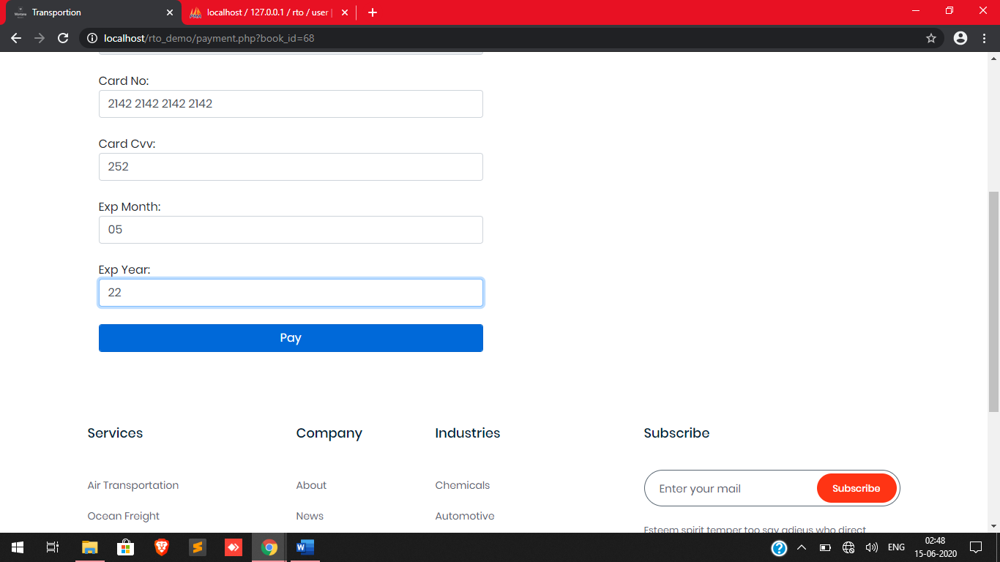 Transportion
localhost / 127.0.0.1 / rto / user |
localhost/rto_demo/payment.php?book_id=68
Card No:
2142 2142 2142 2142
Card Cvv:
252
Exp Month:
05
Exp Year:
22
Pay
Services Company Industries Subscribe
Air Transportation About Chemicals Enter your mail Subscribe
Ocean Freight News Automotive
Esteem spirit temper too say adieus who direct
ENG 02:48
15-06-2020